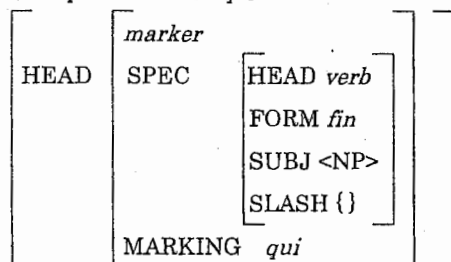 marker
HEAD SPEC HEAD verb
FORM fin
SUBJ <NP>
SLASH { }
MARKING qui